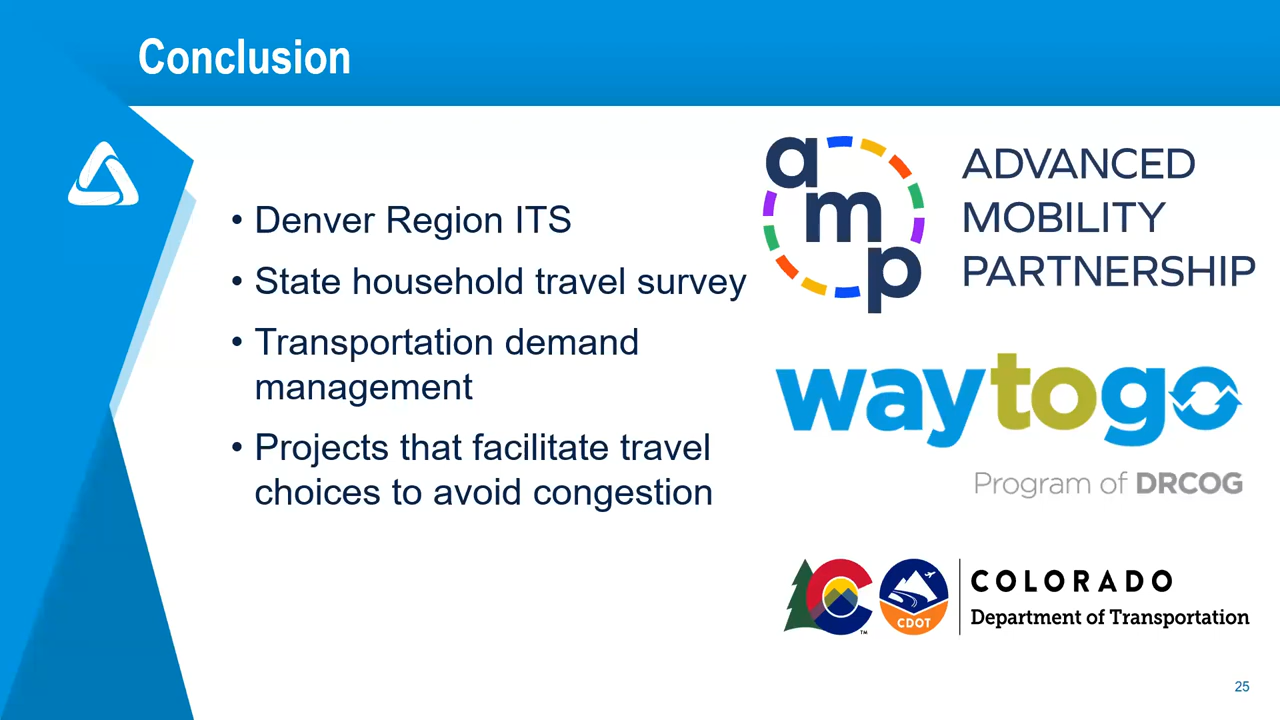 Conclusion
• Denver Region ITS
• State household travel survey
• Transportation demand
management
• Projects that facilitate travel
choices to avoid congestion
amp
ADVANCED
MOBILITY
PARTNERSHIP
waytogo
Program of DRCOG
CDOT
TM
COLORADO
Department of Transportation
25